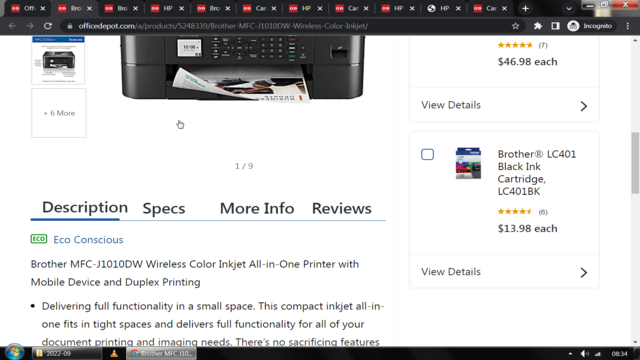 Offi
Bro
Bro
HP
Bro
Can
HP
Can
HP
HP
Can
officedepot.com/a/products/5248339/Brother-MFC-J1010DW-Wireless-Color-Inkjet/
Incognito
+ 6 More
1 / 9
(7)
$46.98 each
View Details
Brother® LC401
Black Ink
Cartridge,
LC401BK
(6)
$13.98 each
View Details
Description
Specs
More Info
Reviews
ECO Eco Conscious
Brother MFC-J1010DW Wireless Color Inkjet All-in-One Printer with
Mobile Device and Duplex Printing
• Delivering full functionality in a small space. This compact inkjet all-in-
one fits in tight spaces and delivers full functionality for all of your
document printing and imaging needs. There's no sacrificing features
2022-09
Brother MFC J10...
08:34